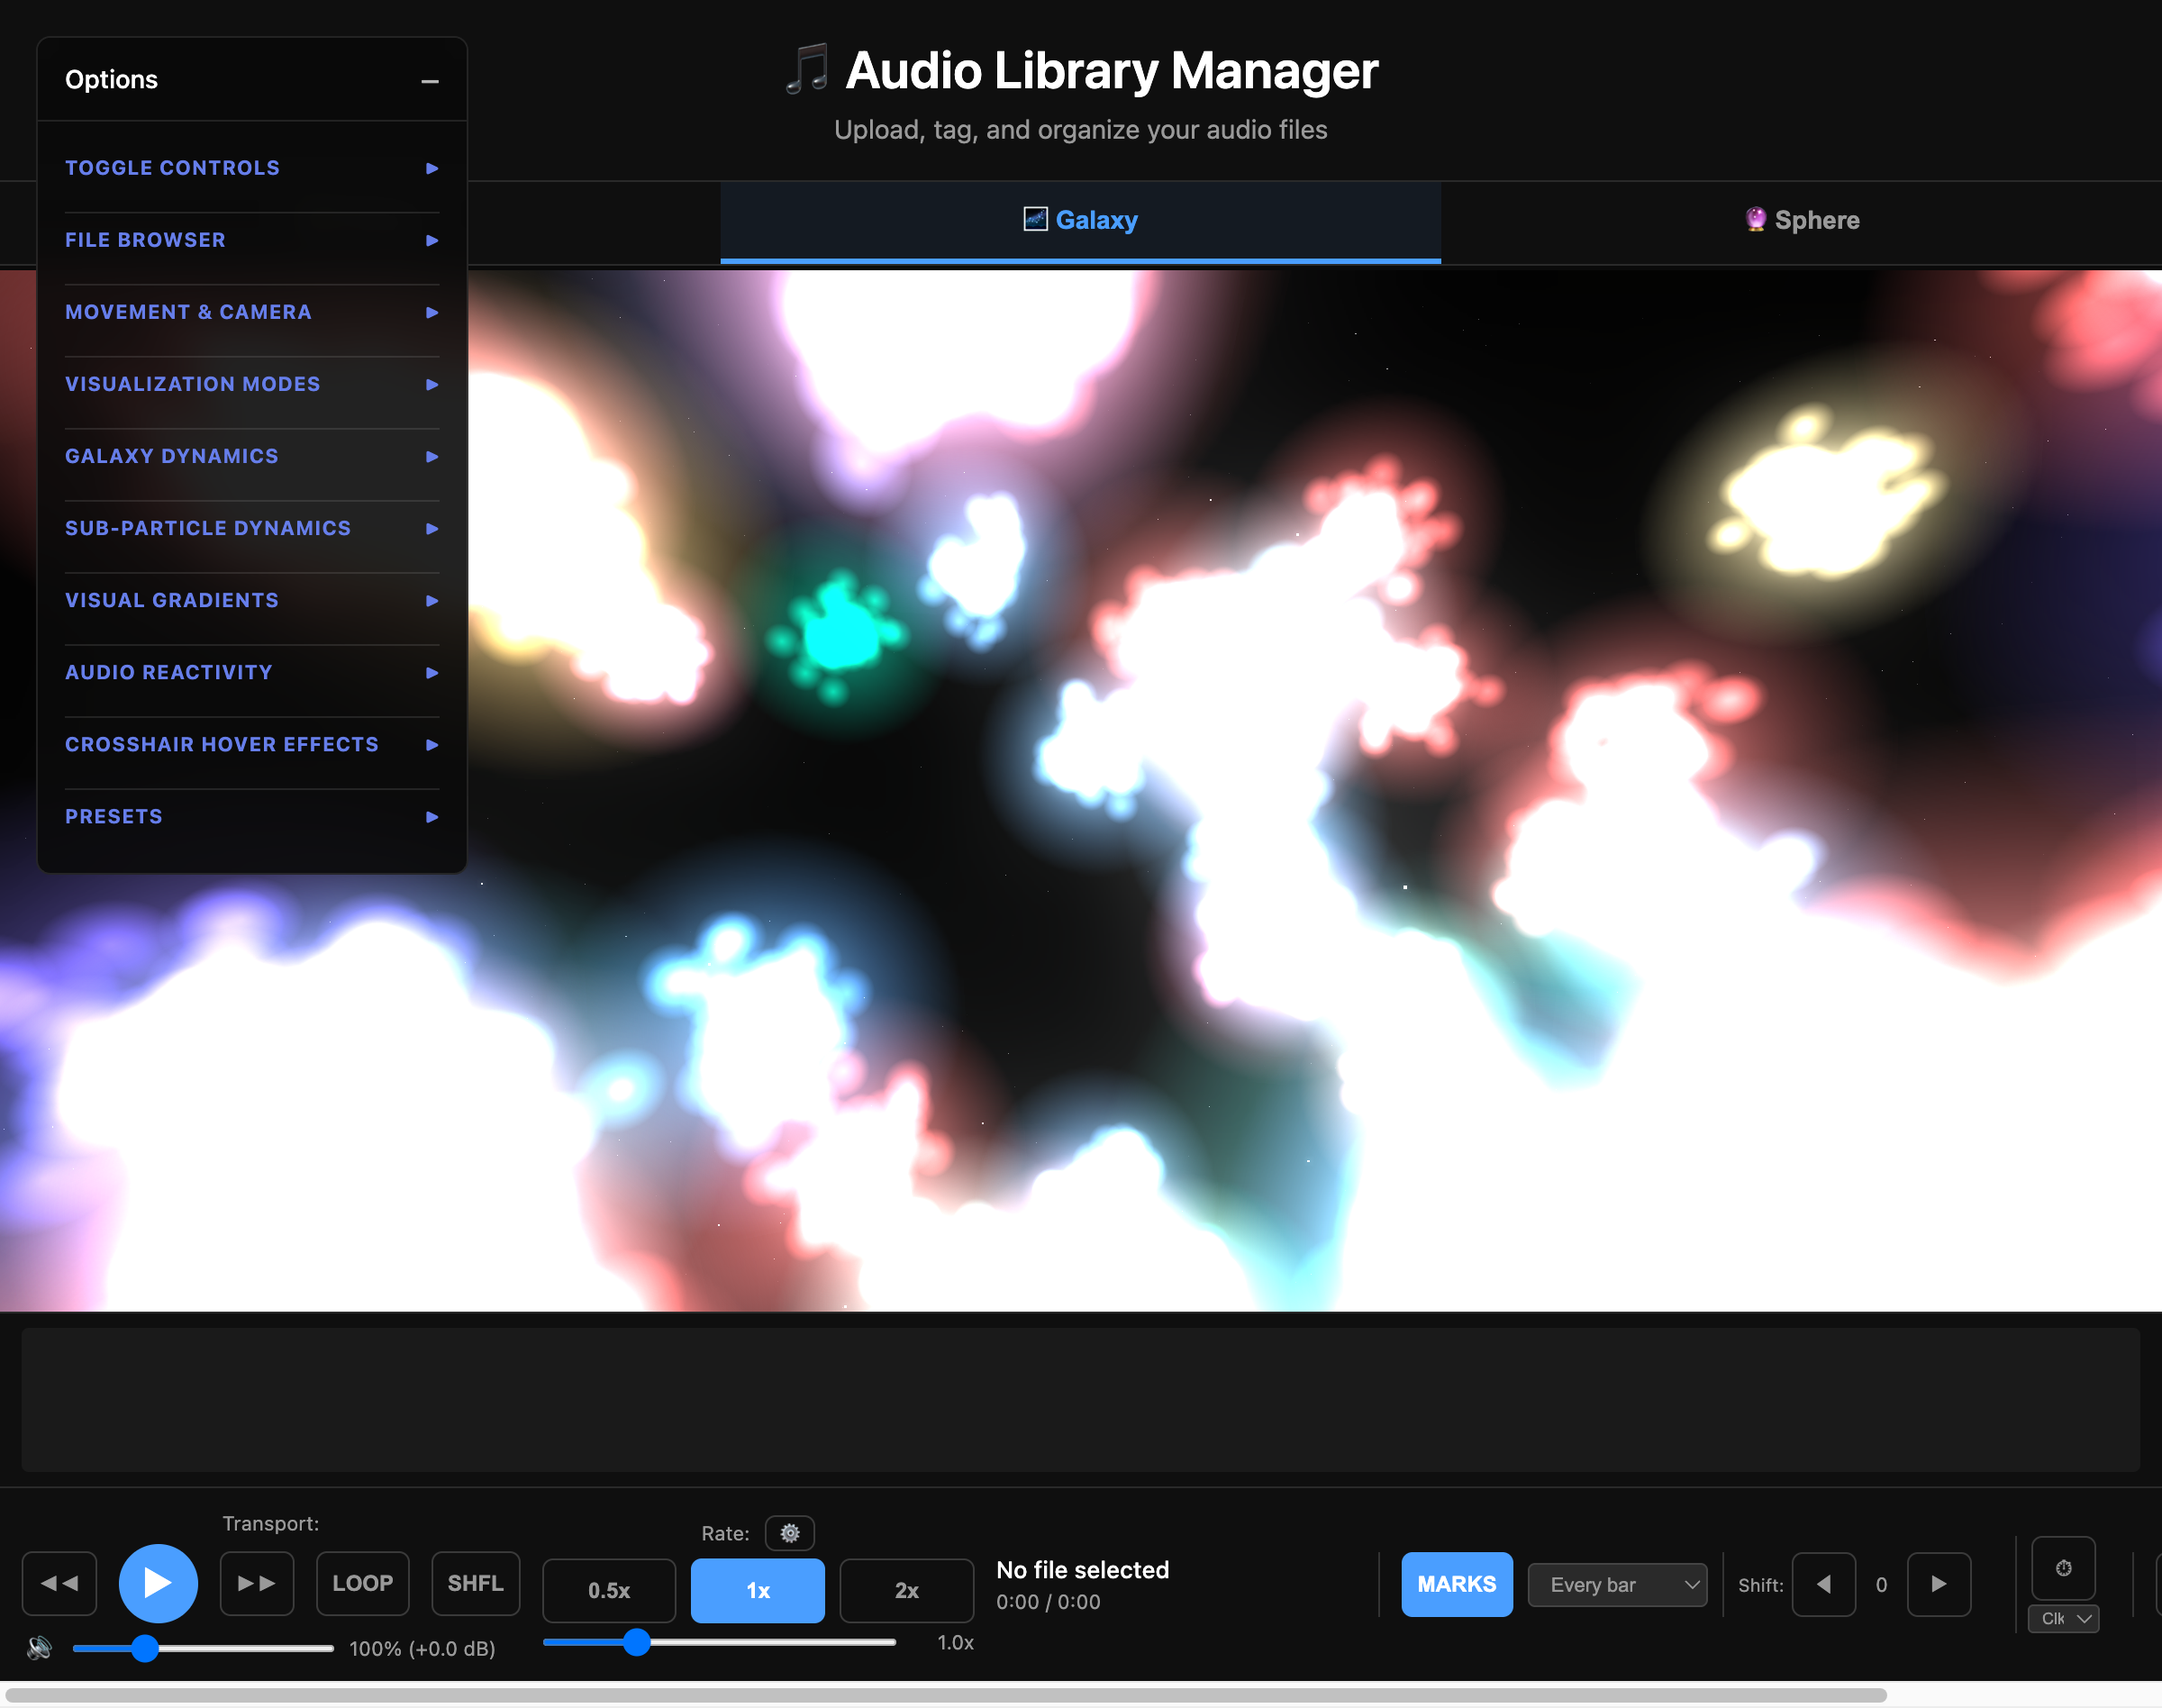 Options
🎵 Audio Library Manager
Upload, tag, and organize your audio files
TOGGLE CONTROLS
FILE BROWSER
MOVEMENT & CAMERA
VISUALIZATION MODES
GALAXY DYNAMICS
SUB-PARTICLE DYNAMICS
VISUAL GRADIENTS
AUDIO REACTIVITY
CROSSHAIR HOVER EFFECTS
PRESETS
Galaxy
Sphere
Transport:
LOOP
SHFL
100% (+0.0 dB)
Rate:
0.5x
1x
2x
1.0x
No file selected
0:00 / 0:00
MARKS
Every bar
Shift:
0
Clk